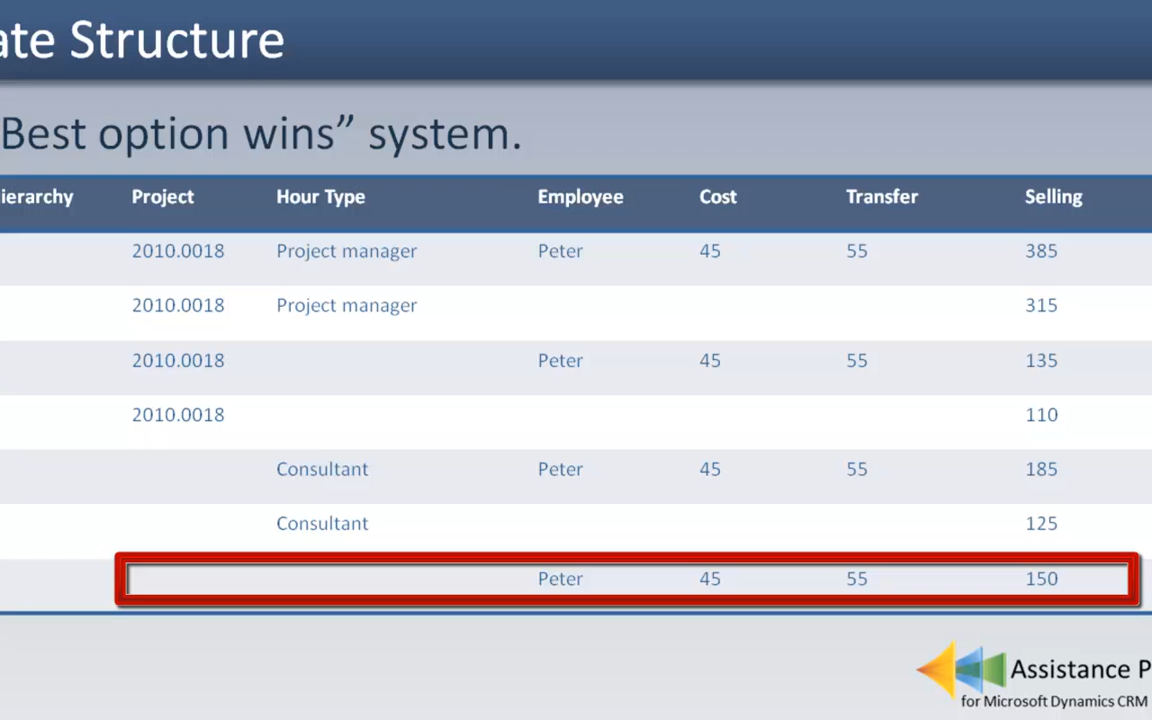 ate Structure
Best option wins” system.
ierarchy Project Hour Type Employee Cost Transfer Selling
2010.0018 Project manager Peter 45 55 385
2010.0018 Project manager 315
2010.0018 Peter 45 55 135
2010.0018 110
Consultant Peter 45 55 185
Consultant 125
Peter 45 55 150
Assistance P
for Microsoft Dynamics CRM